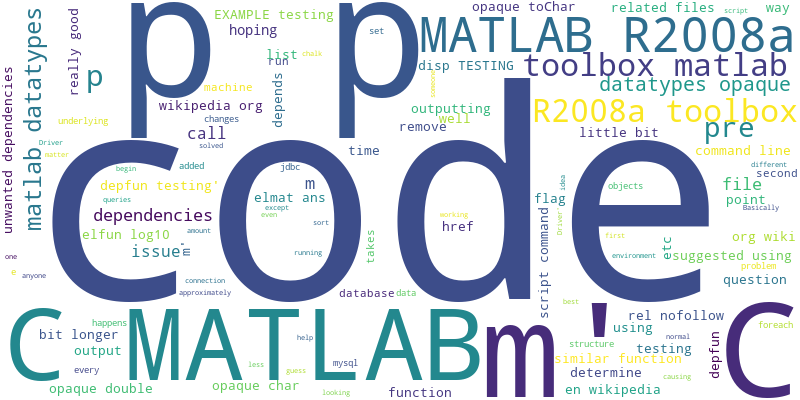 p p
opaque toChar
related files
script
way
EXAMPLE testing
hoping
set
MATLAB R2008a
really good
matlab datatypes
list
run
chalk
disp TESTING
toolbox matlab
p
machine
depends
someone
datatypes opaque
wikipedia org
outputting
well
R2008a toolbox
unwanted dependencies
underlying
changes
call
remove
little bit
pre
solved
Driver
matter
time
command line
code
added
jdbc
different
second
begin
m
idea
depfun testing'
elmat ans
flag
objects
file
queries
except
point
dependencies
even
sort
working
href
Driver'
Basically
elfun log10
amount
takes
script command
first
etc
org wiki
one
issue
m'
running
environment
suggested using
e
anyone
connection
problem
question
approximately
database
data
best
C MATLAB
m'
C
rel nofollow
happens
bit longer
help
using
normal
foreach
output
less
structure
testing
depfun
every
guess
mysql
similar function
looking
causing
determine
opaque double
opaque char
function
en wikipedia